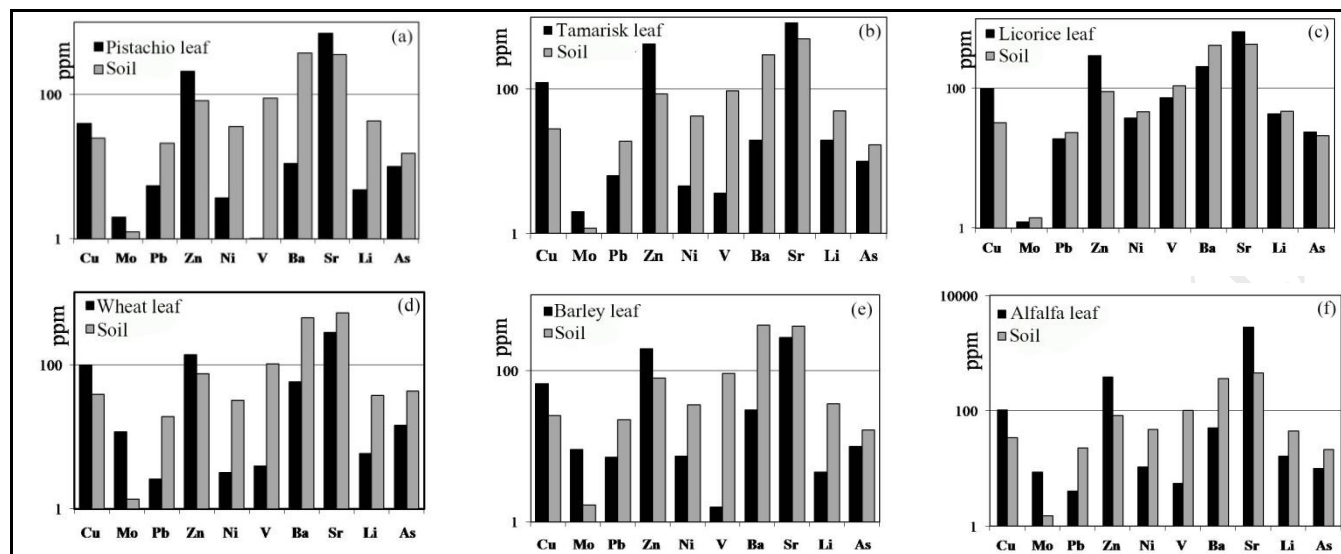 (a)
Pistachio leaf
Soil
ppm
100
1
Cu Mo Pb Zn Ni V Ba Sr Li As
(b)
Tamarisk leaf
Soil
ppm
100
1
Cu Mo Pb Zn Ni V Ba Sr Li As
(c)
Licorice leaf
Soil
ppm
100
1
Cu Mo Pb Zn Ni V Ba Sr Li As
(d)
Wheat leaf
Soil
ppm
100
1
Cu Mo Pb Zn Ni V Ba Sr Li As
(e)
Barley leaf
Soil
ppm
100
1
Cu Mo Pb Zn Ni V Ba Sr Li As
10000
(f)
Alfalfa leaf
Soil
ppm
100
1
Cu Mo Pb Zn Ni V Ba Sr Li As